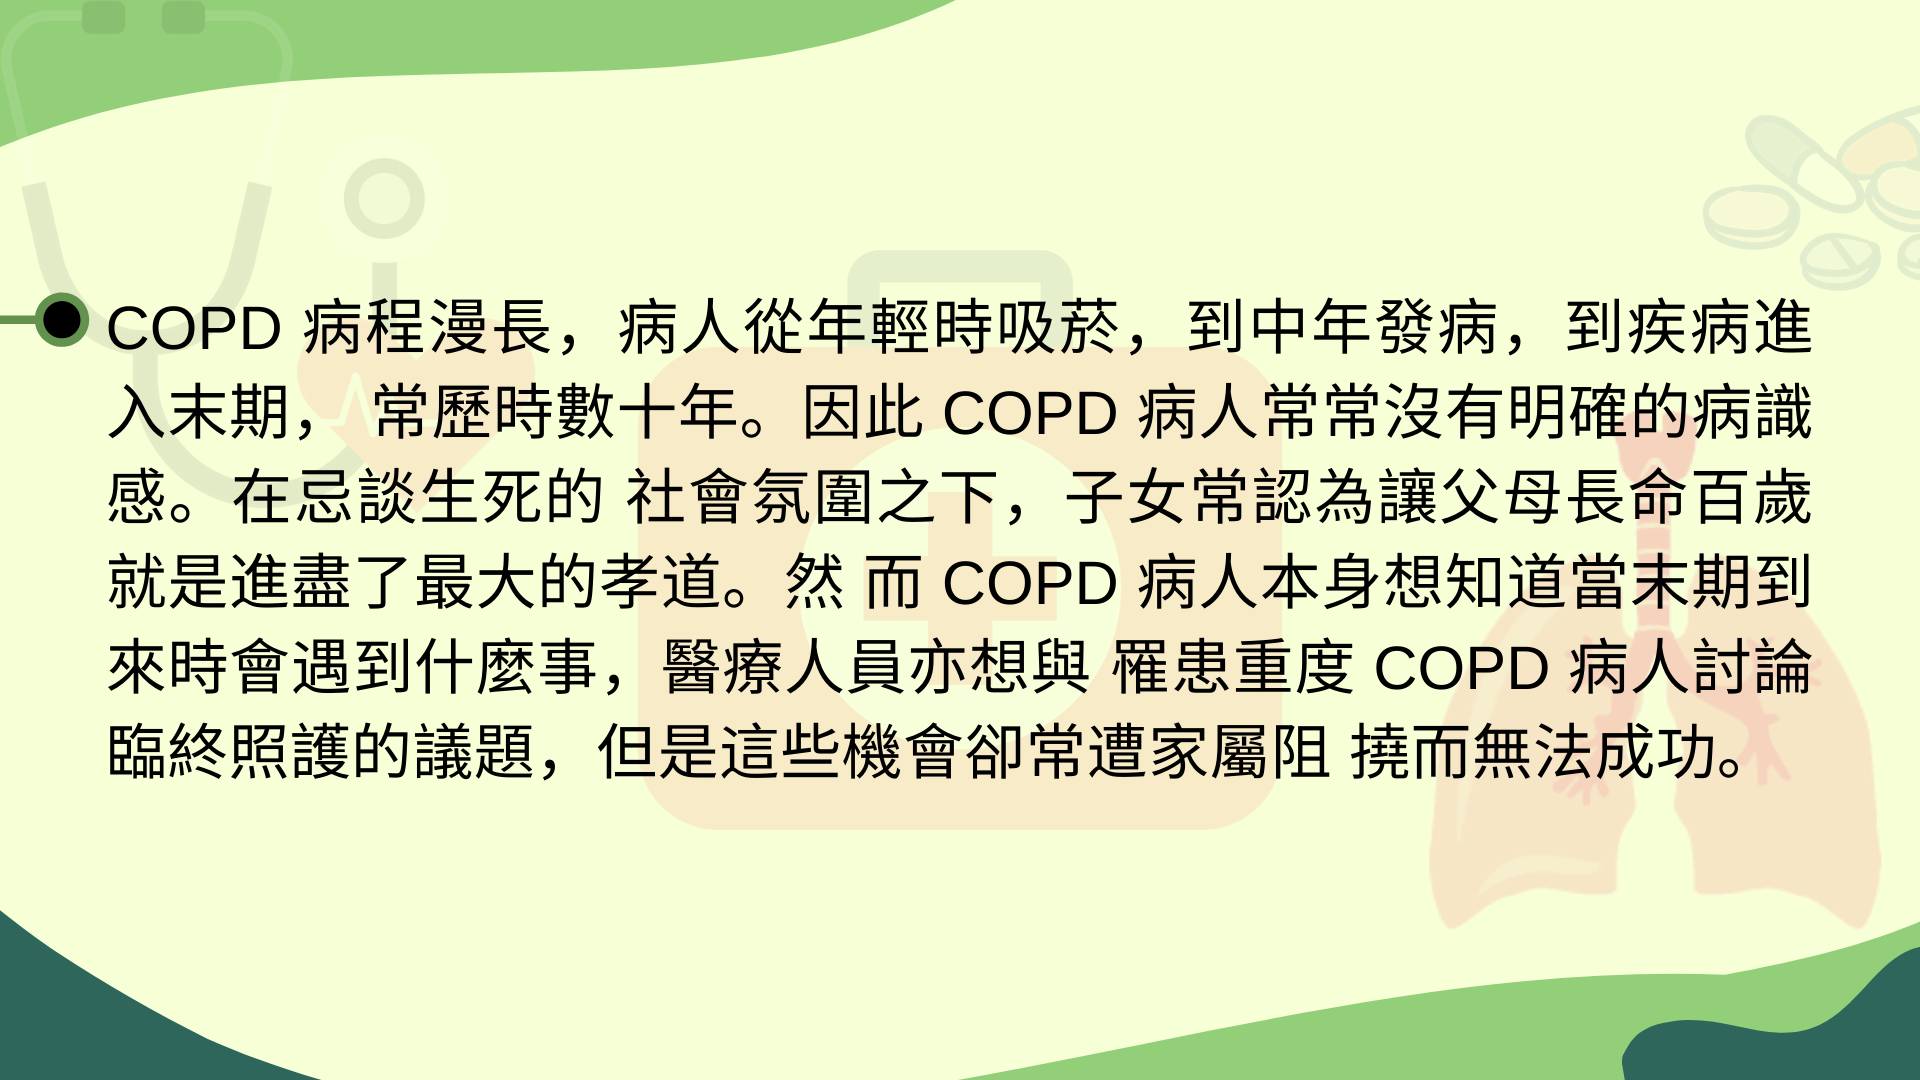 COPD 病程漫長，病人從年輕時吸菸，到中年發病，到疾病進
入末期， 常歷時數十年。因此 COPD 病人常常沒有明確的病識
感。在忌談生死的 社會氛圍之下，子女常認為讓父母長命百歲
就是進盡了最大的孝道。然 而 COPD 病人本身想知道當末期到
來時會遇到什麼事，醫療人員亦想與 罹患重度 COPD 病人討論
臨終照護的議題，但是這些機會卻常遭家屬阻 撓而無法成功。